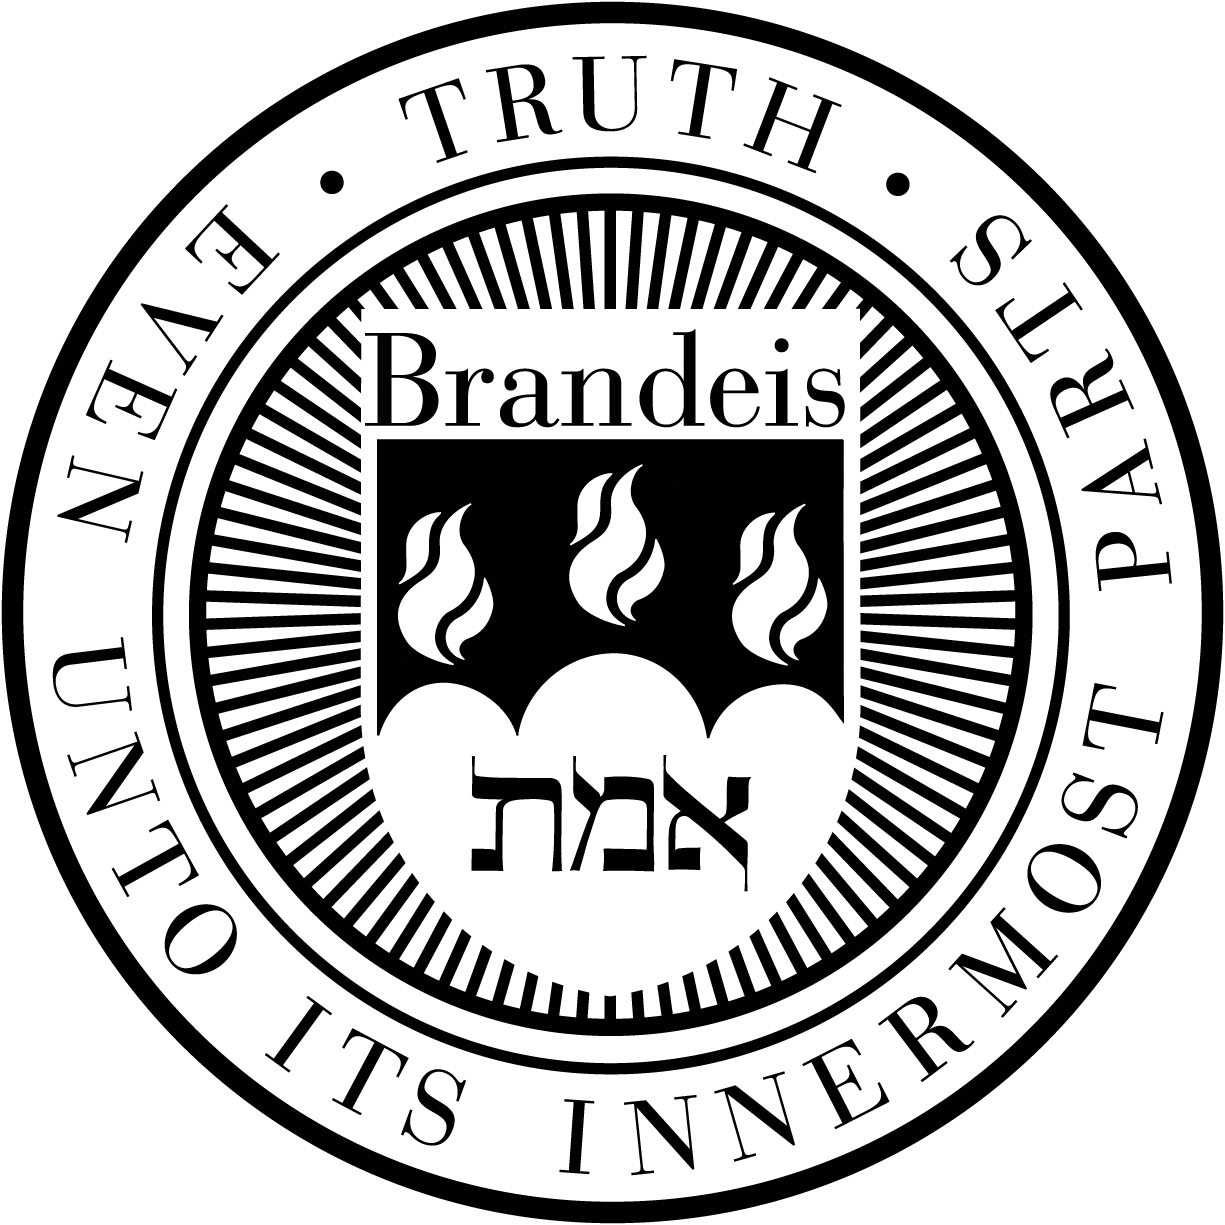 TRUTH • EVEN UNTO ITS INNERMOST PARTS •
Brandeis
אמת